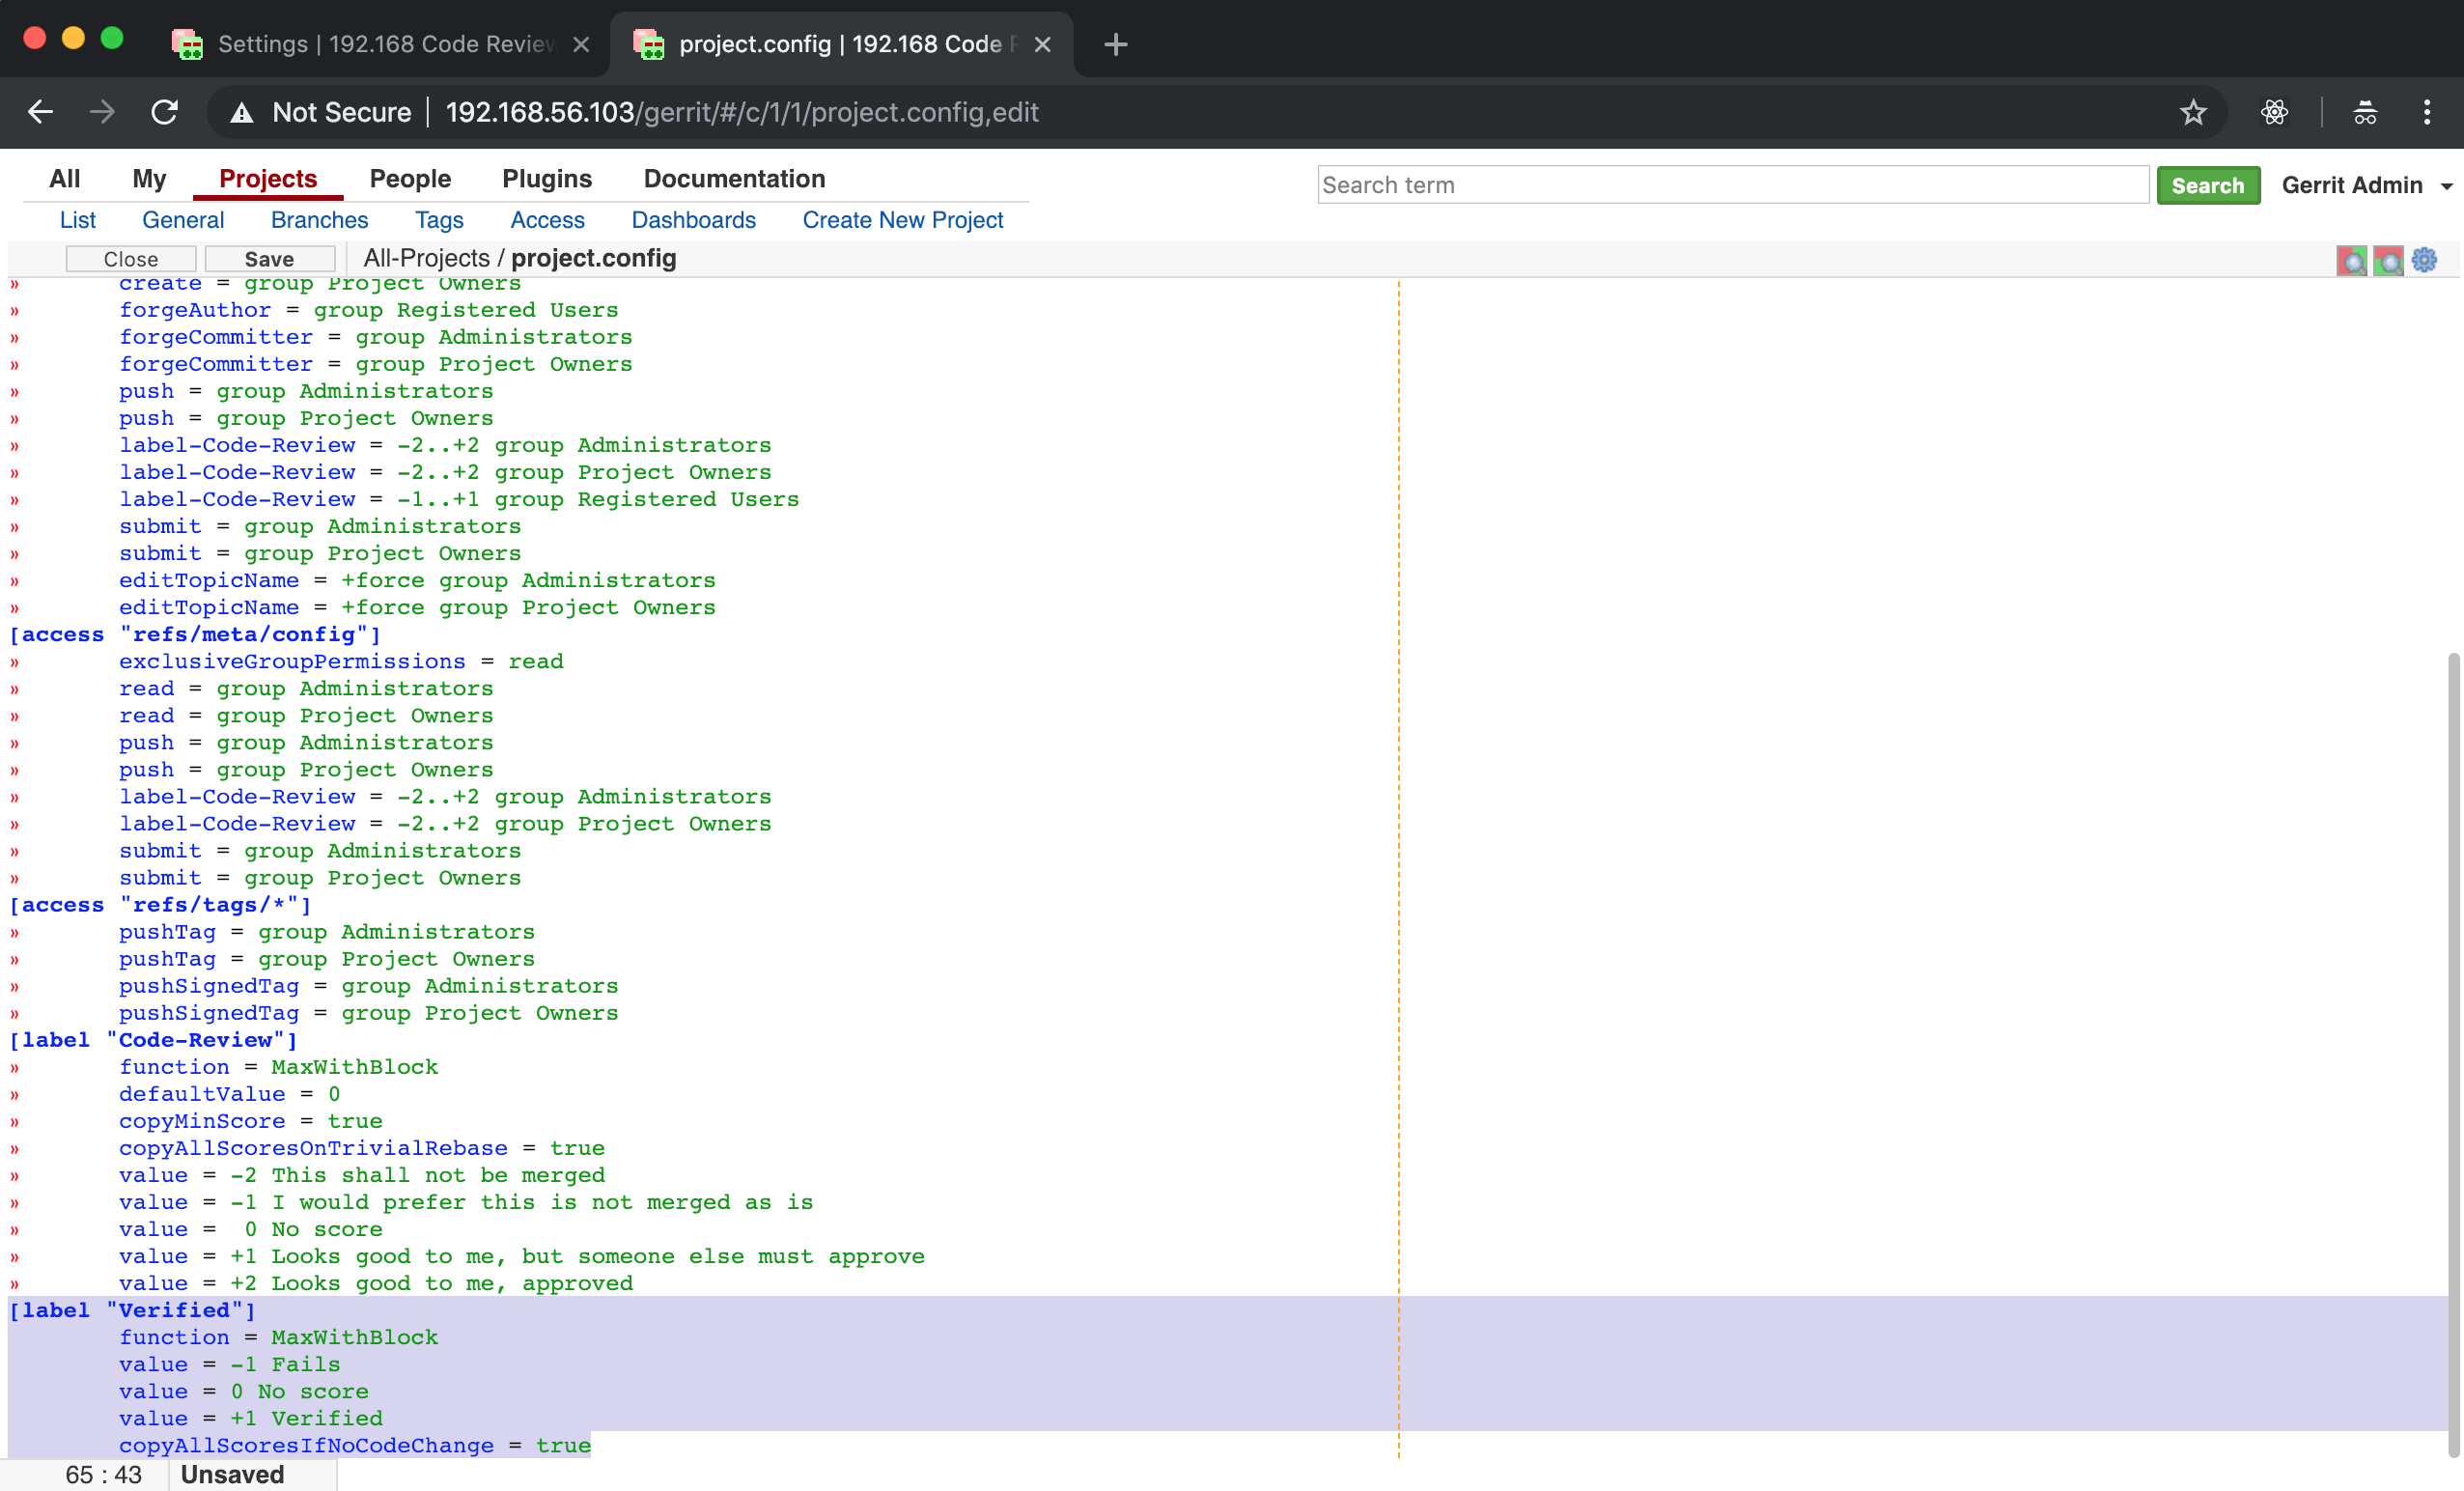 Settings | 192.168 Code Review
project.config | 192.168 Code R
Not Secure 192.168.56.103/gerrit/#/c/1/1/project.config,edit
All My Projects People Plugins Documentation
Search term Search Gerrit Admin
List General Branches Tags Access Dashboards Create New Project
Close Save All-Projects / project.config
» create = group Project Owners
» forgeAuthor = group Registered Users
» forgeCommitter = group Administrators
» forgeCommitter = group Project Owners
» push = group Administrators
» push = group Project Owners
» label-Code-Review = -2..+2 group Administrators
» label-Code-Review = -2..+2 group Project Owners
» label-Code-Review = -1..+1 group Registered Users
» submit = group Administrators
» submit = group Project Owners
» editTopicName = +force group Administrators
» editTopicName = +force group Project Owners
[access "refs/meta/config"]
» exclusiveGroupPermissions = read
» read = group Administrators
» read = group Project Owners
» push = group Administrators
» push = group Project Owners
» label-Code-Review = -2..+2 group Administrators
» label-Code-Review = -2..+2 group Project Owners
» submit = group Administrators
» submit = group Project Owners
[access "refs/tags/*"]
» pushTag = group Administrators
» pushTag = group Project Owners
» pushSignedTag = group Administrators
» pushSignedTag = group Project Owners
[label "Code-Review"]
» function = MaxWithBlock
» defaultValue = 0
» copyMinScore = true
» copyAllScoresOnTrivialRebase = true
» value = -2 This shall not be merged
» value = -1 I would prefer this is not merged as is
» value =  0 No score
» value = +1 Looks good to me, but someone else must approve
» value = +2 Looks good to me, approved
[label "Verified"]
function = MaxWithBlock
value = -1 Fails
value = 0 No score
value = +1 Verified
copyAllScoresIfNoCodeChange = true
65 : 43 Unsaved